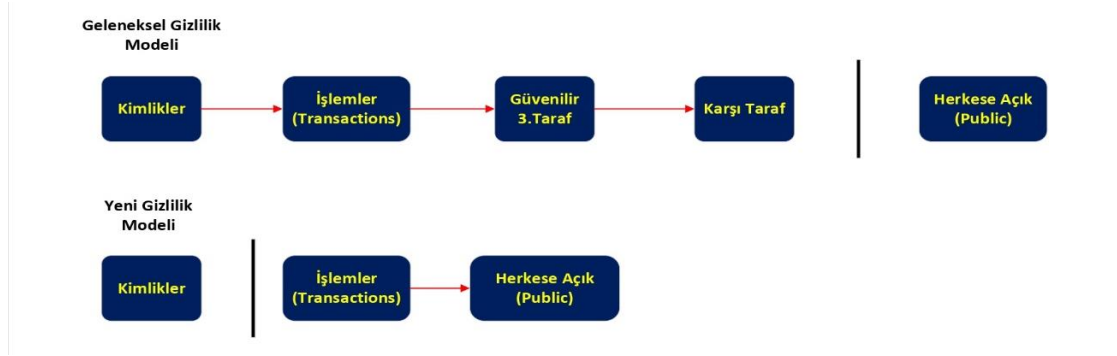 Geleneksel Gizlilik
Modeli
Kimlikler
İşlemler
(Transactions)
Güvenilir
3.Taraf
Karşı Taraf
Herkese Açık
(Public)
Yeni Gizlilik
Modeli
Kimlikler
İşlemler
(Transactions)
Herkese Açık
(Public)